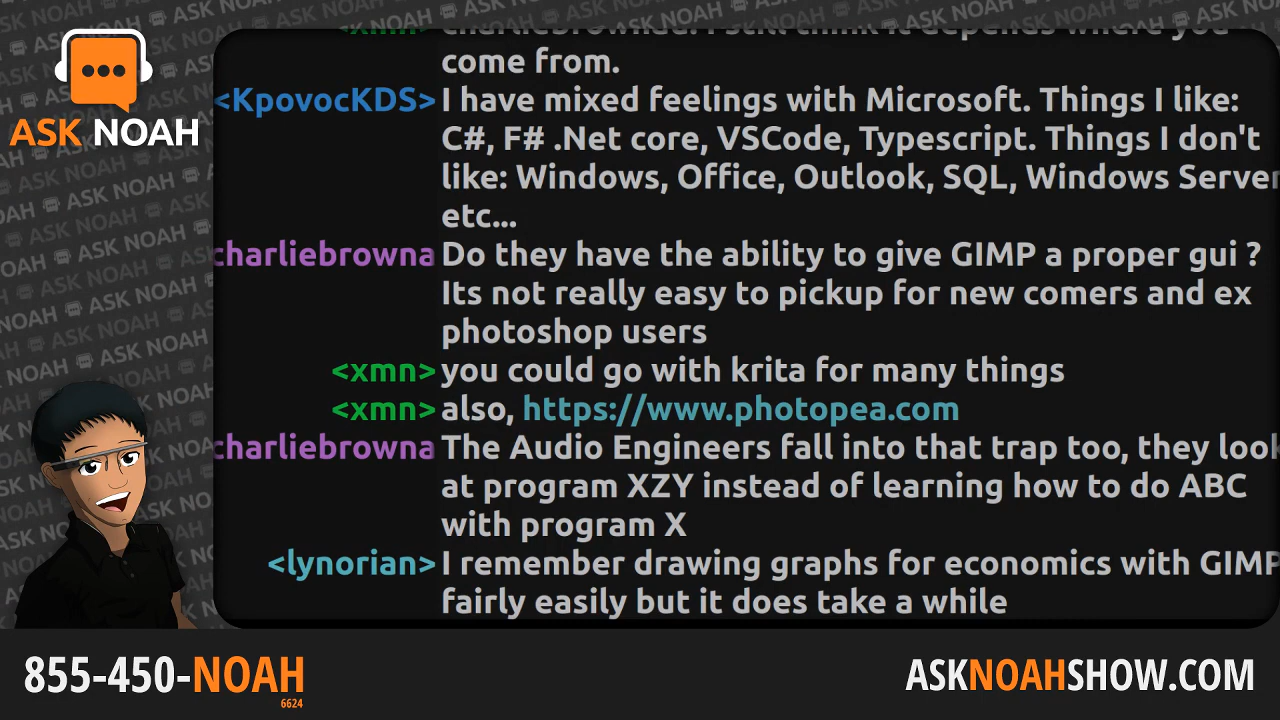 ASK NOAH
come from.
<KpovocKDS> I have mixed feelings with Microsoft. Things I like:
C#, F# .Net core, VSCode, Typescript. Things I don't
like: Windows, Office, Outlook, SQL, Windows Server
etc...
charliebrowna Do they have the ability to give GIMP a proper gui ?
Its not really easy to pickup for new comers and ex
photoshop users
<xmn> you could go with krita for many things
<xmn> also, https://www.photopea.com
charliebrowna The Audio Engineers fall into that trap too, they look
at program XZY instead of learning how to do ABC
with program X
<lynorian> I remember drawing graphs for economics with GIMP
fairly easily but it does take a while
855-450-NOAH
6624
ASKNOAHSHOW.COM